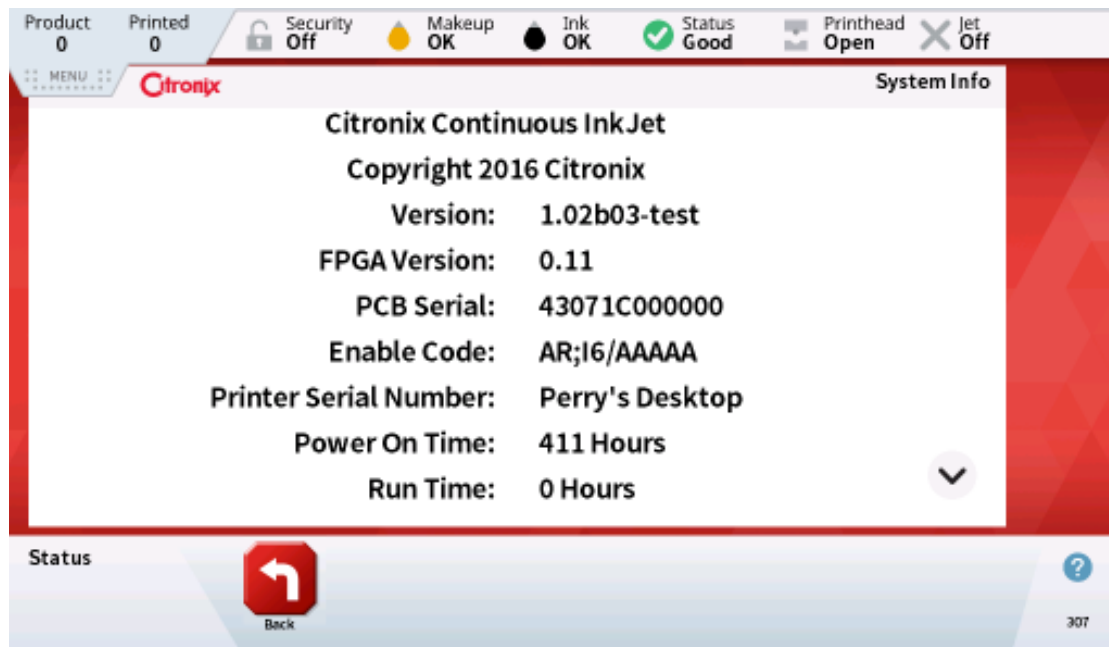 Product Printed Security Makeup Ink Status Printhead Jet
0 0 Off OK OK Good Open Off
MENU
Citronix System Info
Citronix Continuous InkJet
Copyright 2016 Citronix
Version: 1.02b03-test
FPGA Version: 0.11
PCB Serial: 43071C000000
Enable Code: AR;I6/AAAAA
Printer Serial Number: Perry's Desktop
Power On Time: 411 Hours
Run Time: 0 Hours
Status
Back
?
307